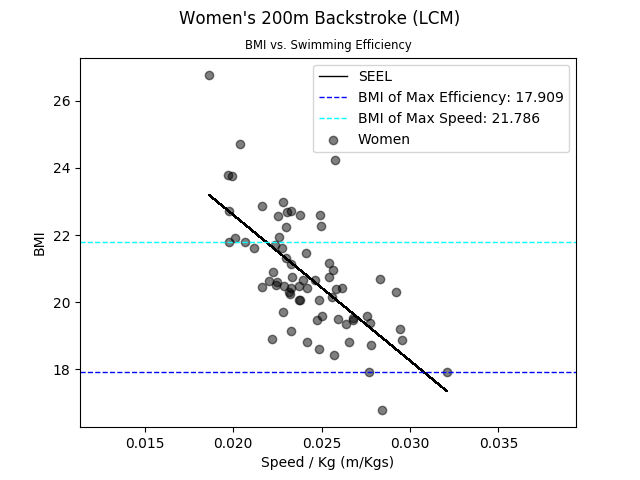 Women's 200m Backstroke (LCM)
BMI vs. Swimming Efficiency
SEEL
BMI of Max Efficiency: 17.909
BMI of Max Speed: 21.786
Women
26
24
22
20
18
BMI
0.015
0.020
0.025
0.030
0.035
Speed / Kg (m/Kgs)